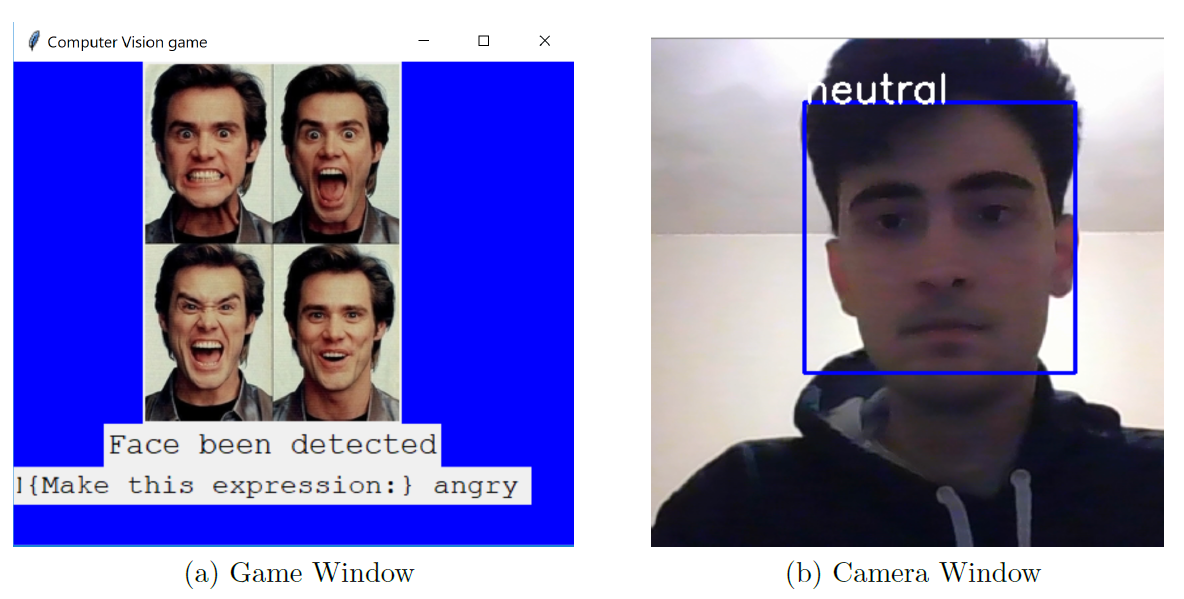 Computer Vision game
neutral
Face been detected
l{Make this expression:} angry
(a) Game Window
(b) Camera Window